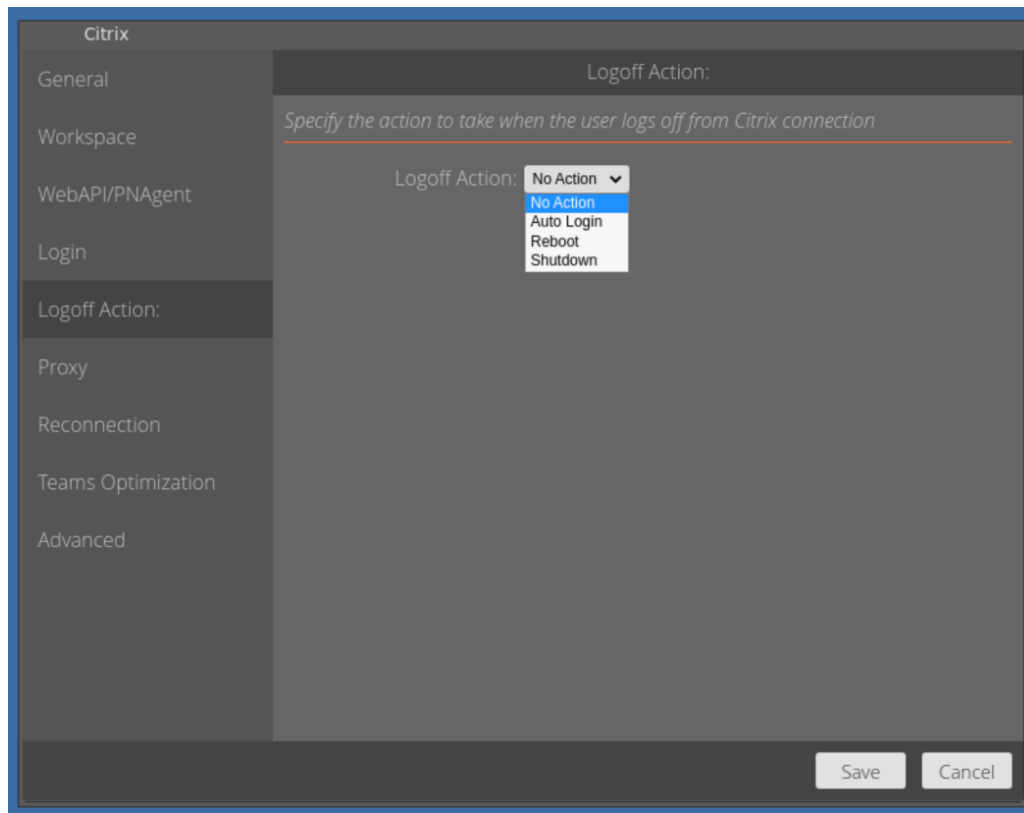 Citrix
General
Workspace
WebAPI/PNAgent
Login
Logoff Action:
Proxy
Reconnection
Teams Optimization
Advanced
Logoff Action:
Specify the action to take when the user logs off from Citrix connection
Logoff Action: No Action
No Action
Auto Login
Reboot
Shutdown
Save Cancel